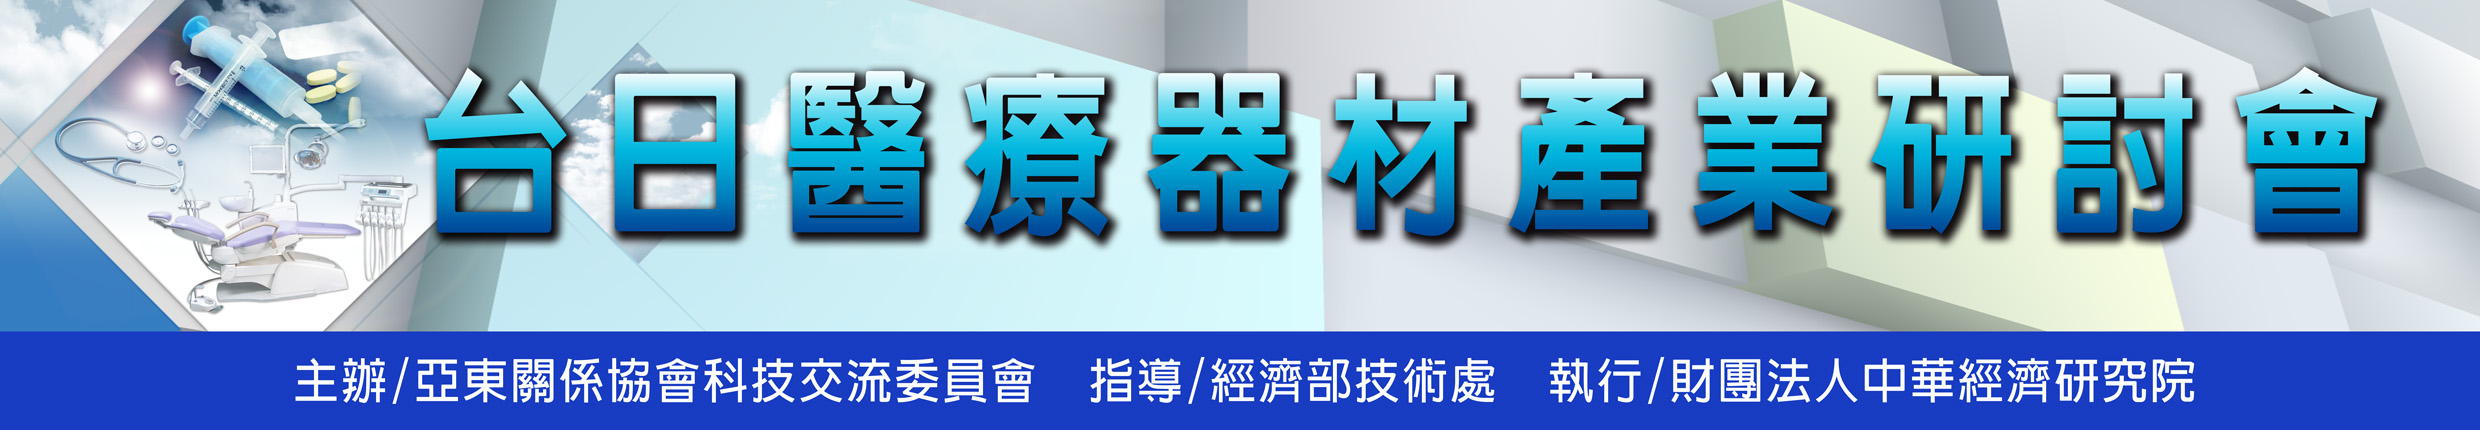 台日醫療器材產業研討會
主辦/亞東關係協會科技交流委員會　指導/經濟部技術處　執行/財團法人中華經濟研究院